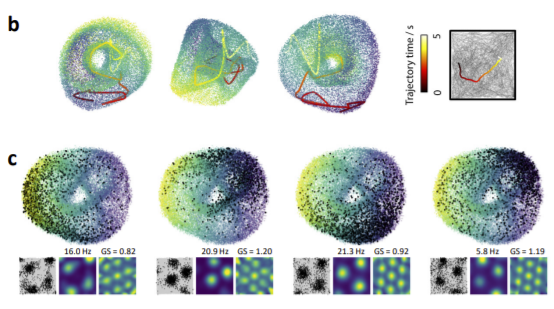 b
Trajectory time / s
5
0
c
16.0 Hz GS = 0.82
20.9 Hz GS = 1.20
21.3 Hz GS = 0.92
5.8 Hz GS = 1.19